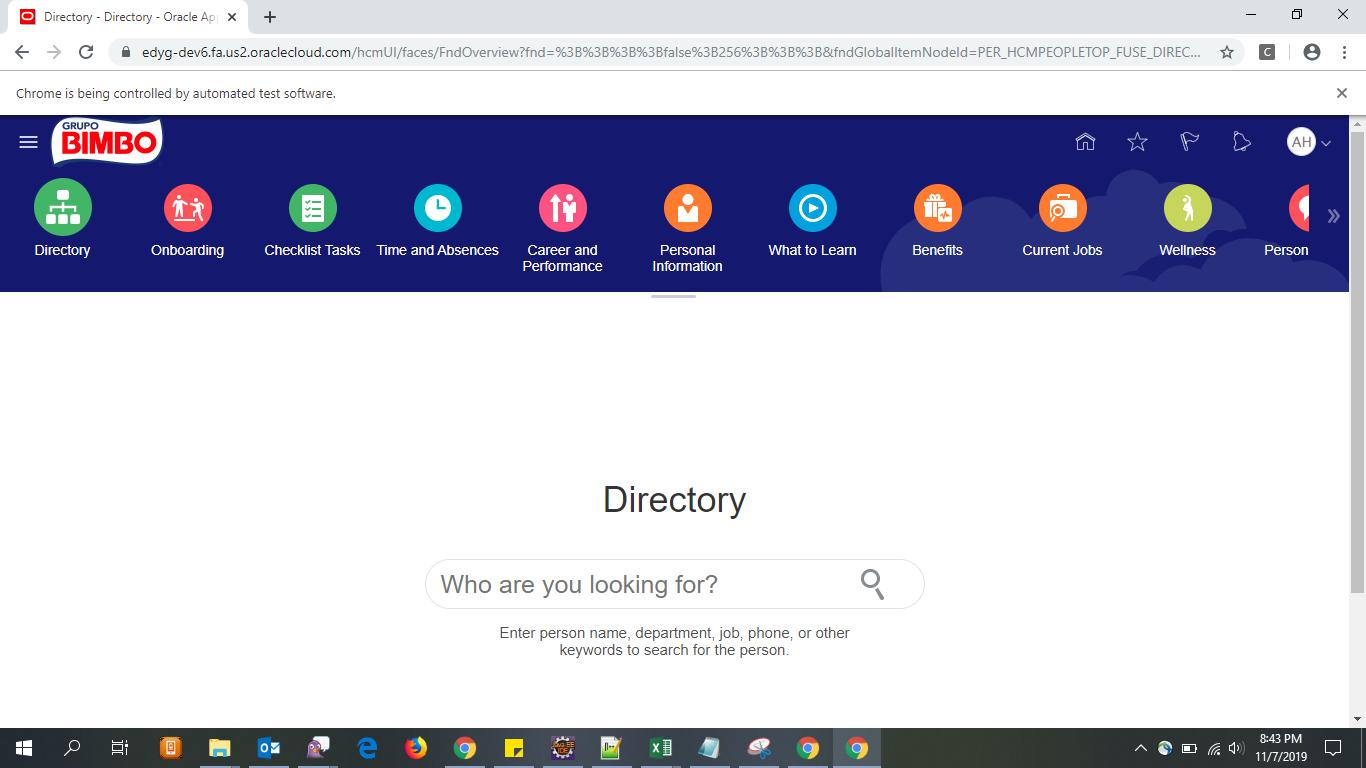 Directory - Directory - Oracle Ap
edyg-dev6.fa.us2.oraclecloud.com/hcmUI/faces/FndOverview?fnd=%3B%3B%3B%3Bfalse%3B256%3B%3B%3B&fndGlobalItemNodeId=PER_HCMPEOPLETOP_FUSE_DIREC...
C
Chrome is being controlled by automated test software.
GRUPO
BIMBO
AH
Directory
Onboarding
Checklist Tasks
Time and Absences
Career and
Performance
Personal
Information
What to Learn
Benefits
Current Jobs
Wellness
Person
Directory
Who are you looking for?
Enter person name, department, job, phone, or other
keywords to search for the person.
8:43 PM
11/7/2019